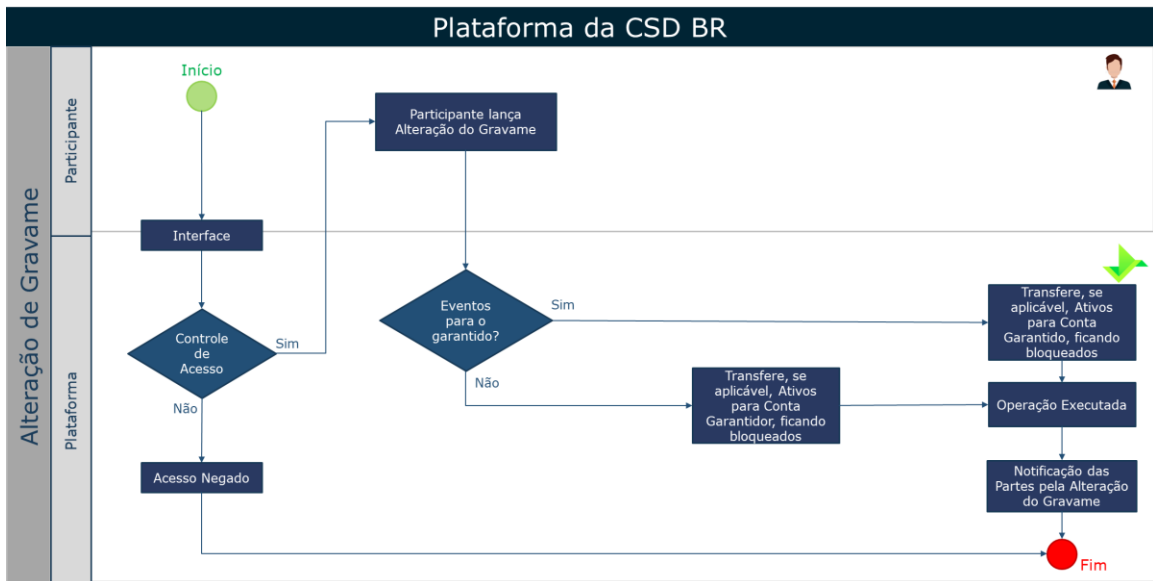 Plataforma da CSD BR
Alteração de Gravame
Participante
Início
Participante lança
Alteração do Gravame
Interface
Plataforma
Controle
de
Acesso
Sim
Não
Acesso Negado
Eventos
para o
garantido?
Sim
Não
Transfere, se
aplicável, Ativos
para Conta
Garantidor, ficando
bloqueados
Transfere, se
aplicável, Ativos
para Conta
Garantido, ficando
bloqueados
Operação Executada
Notificação das
Partes pela Alteração
do Gravame
Fim